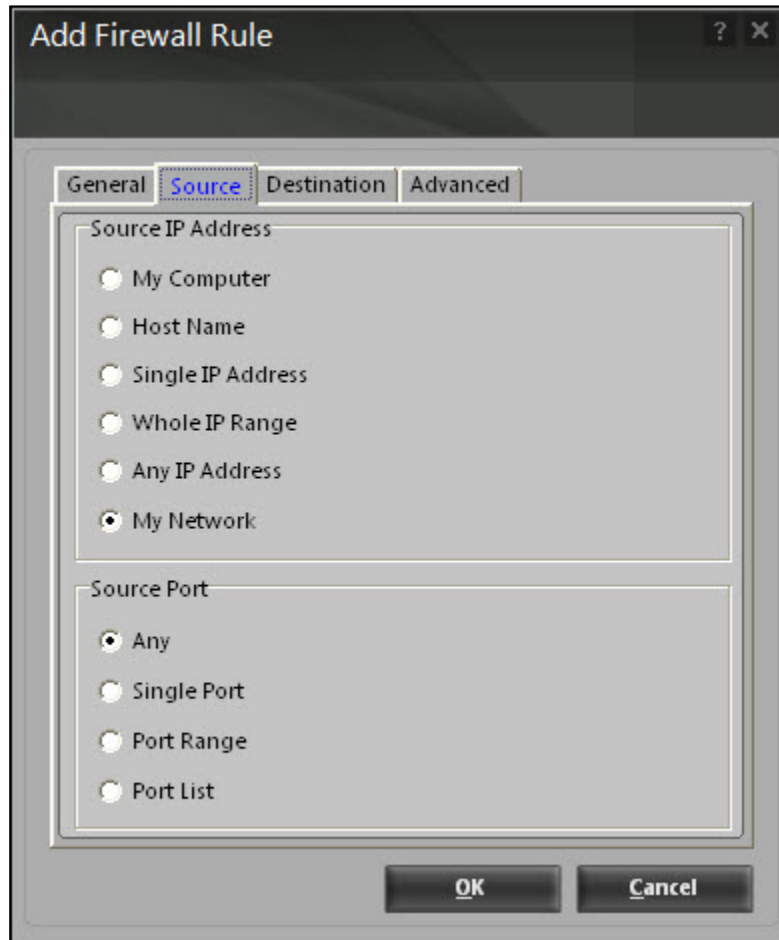 Add Firewall Rule
? ×
General Source Destination Advanced
Source IP Address
My Computer
Host Name
Single IP Address
Whole IP Range
Any IP Address
My Network
Source Port
Any
Single Port
Port Range
Port List
OK Cancel